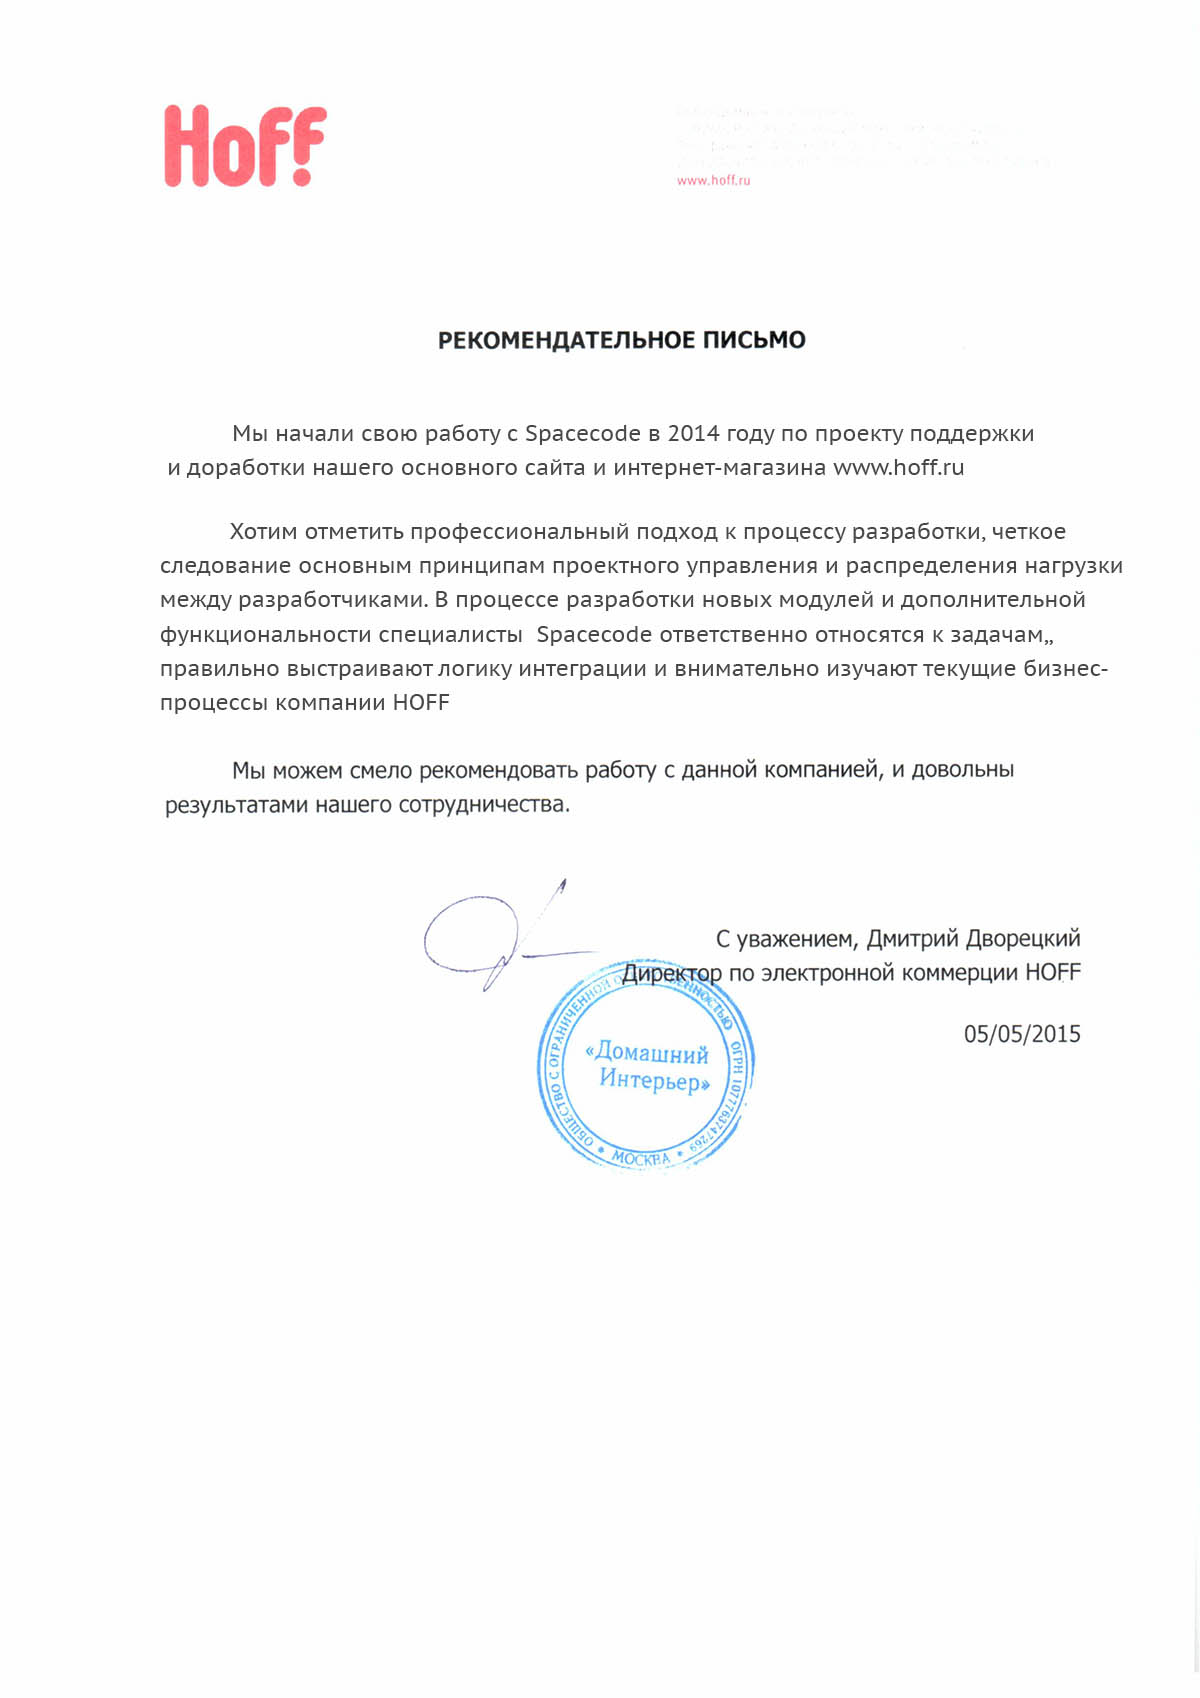 Hoff
www.hoff.ru
РЕКОМЕНДАТЕЛЬНОЕ ПИСЬМО
Мы начали свою работу с Spacecode в 2014 году по проекту поддержки
и доработки нашего основного сайта и интернет-магазина www.hoff.ru
Хотим отметить профессиональный подход к процессу разработки, четкое
следование основным принципам проектного управления и распределения нагрузки
между разработчиками. В процессе разработки новых модулей и дополнительной
функциональности специалисты Spacecode ответственно относятся к задачам,,
правильно выстраивают логику интеграции и внимательно изучают текущие бизнес-
процессы компании HOFF
Мы можем смело рекомендовать работу с данной компанией, и довольны
результатами нашего сотрудничества.
С уважением, Дмитрий Дворецкий
Директор по электронной коммерции HOFF
05/05/2015
ОБЩЕСТВО С ОГРАНИЧЕННОЙ ОТВЕТСТВЕННОСТЬЮ ОГРН 1077763747269
«Домашний
Интерьер»
* МОСКВА *